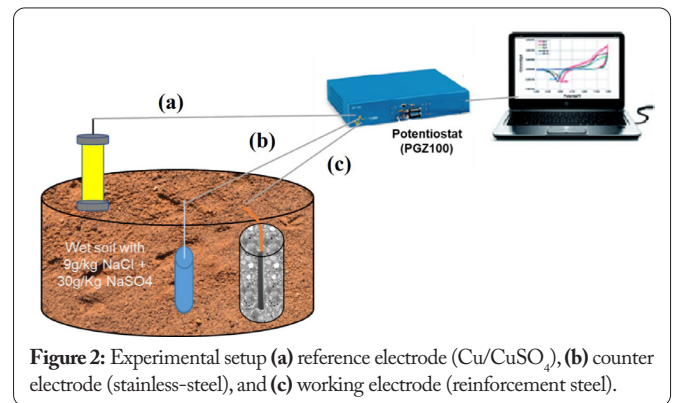 (a)
(b)
(c)
Potentiostat
(PGZ100)
Wet soil with
9g/kg NaCl +
30g/Kg NaSO4
Figure 2: Experimental setup (a) reference electrode (Cu/CuSO₄), (b) counter
electrode (stainless-steel), and (c) working electrode (reinforcement steel).